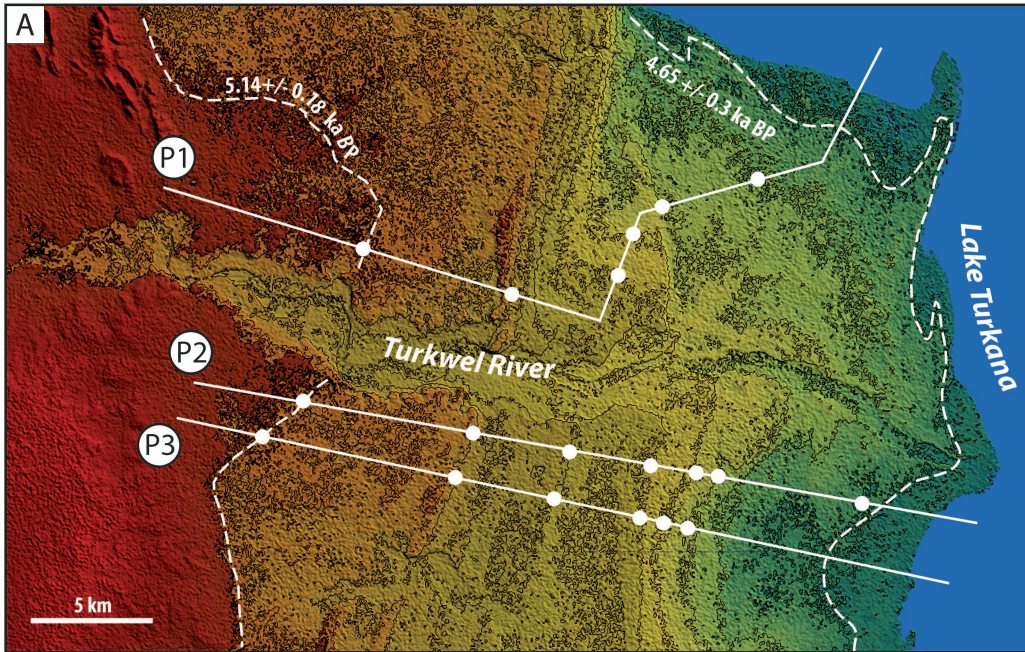 A
5.14+/- 0.18 ka BP
4.65 +/- 0.3 ka BP
P1
Lake Turkana
P2
Turkwel River
P3
5 km